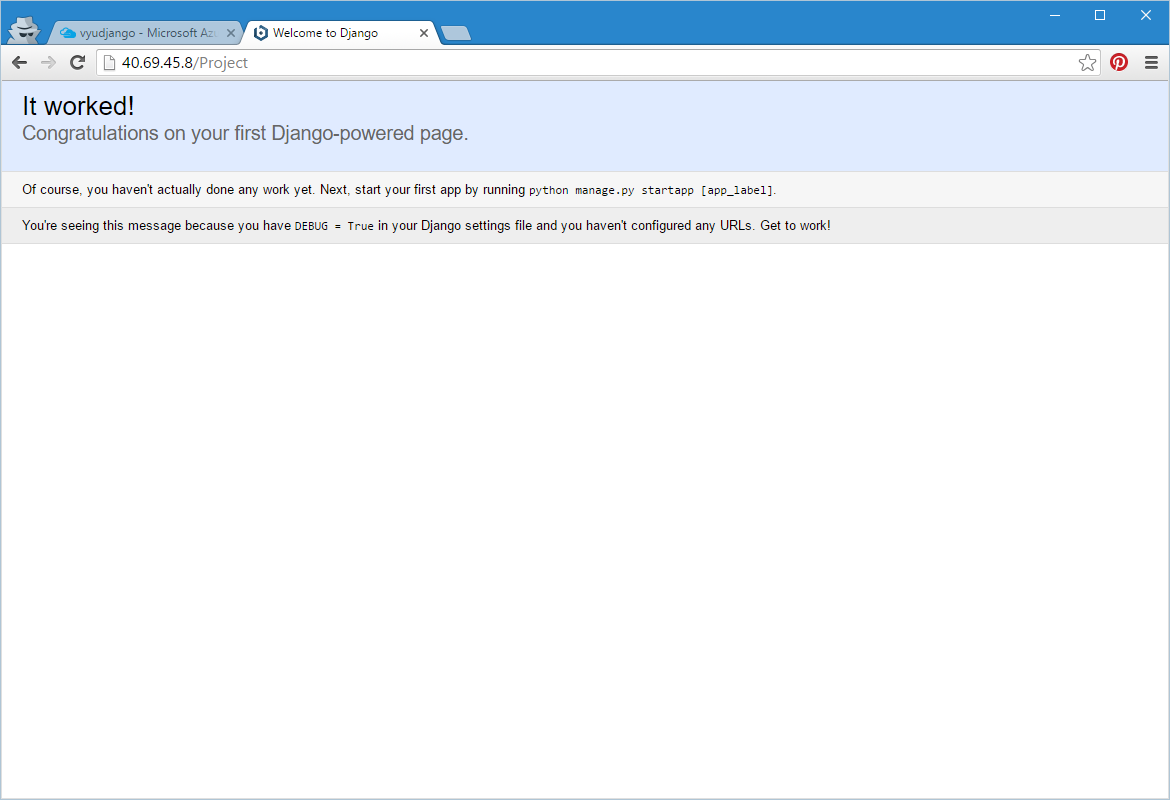 vyudjango - Microsoft Az
Welcome to Django
40.69.45.8/Project
It worked!
Congratulations on your first Django-powered page.
Of course, you haven't actually done any work yet. Next, start your first app by running python manage.py startapp [app_label].
You're seeing this message because you have DEBUG = True in your Django settings file and you haven't configured any URLs. Get to work!